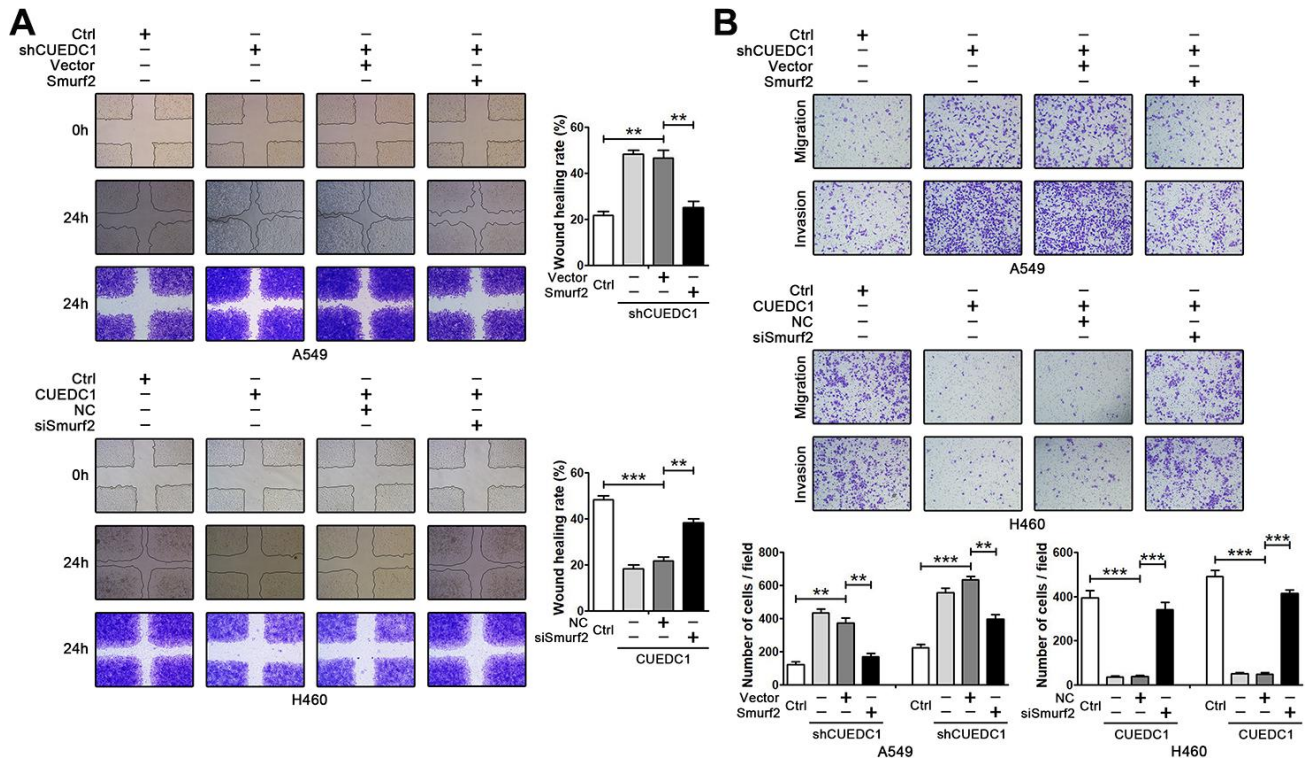 A
Ctrl + − − −
shCUEDC1 − + + +
Vector − − + −
Smurf2 − − − +
0h
24h
24h
A549
Wound healing rate (%)
60
40
20
0
** **
Vector − + −
Smurf2 − − +
Ctrl
shCUEDC1
Ctrl + − − −
CUEDC1 − + + +
NC − − + −
siSmurf2 − − − +
0h
24h
24h
H460
Wound healing rate (%)
60
40
20
0
*** **
NC − + −
siSmurf2 − − +
Ctrl
CUEDC1
B
Ctrl + − − −
shCUEDC1 − + + +
Vector − − + −
Smurf2 − − − +
Migration
Invasion
A549
Ctrl + − − −
CUEDC1 − + + +
NC − − + −
siSmurf2 − − − +
Migration
Invasion
H460
Number of cells / field
800
600
400
200
0
** ** *** **
Vector − + − − + −
Smurf2 − − + − − +
Ctrl Ctrl
shCUEDC1 shCUEDC1
A549
Number of cells / field
600
400
200
0
*** *** *** ***
NC − + − − + −
siSmurf2 − − + − − +
Ctrl Ctrl
CUEDC1 CUEDC1
H460